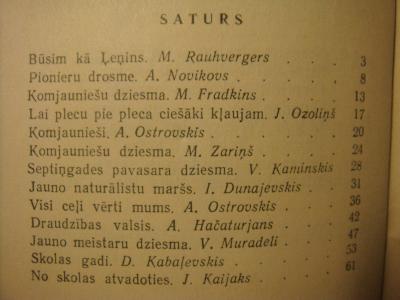 SATURS
Būsim kā Ļeņins. M. Rauhvergers . . . 3
Pionieru drosme. A. Novikovs . . . . 8
Komjauniešu dziesma. M. Fradkins . . . 13
Lai plecu pie pleca ciešāki kļaujam. J. Ozoliņš 17
Komjaunieši. A. Ostrovskis . . . . . 20
Komjauniešu dziesma. M. Zariņš . . . 24
Septiņgades pavasara dziesma. V. Kaminskis 28
Jauno naturālistu maršs. I. Dunajevskis . . 31
Visi ceļi vērti mums. A. Ostrovskis . . . 36
Draudzības valsis. A. Hačaturjans . . . 42
Jauno meistaru dziesma. V. Muradeli . . 47
Skolas gadi. D. Kabaļevskis . . . . 53
No skolas atvadoties. J. Kaijaks . . . 61